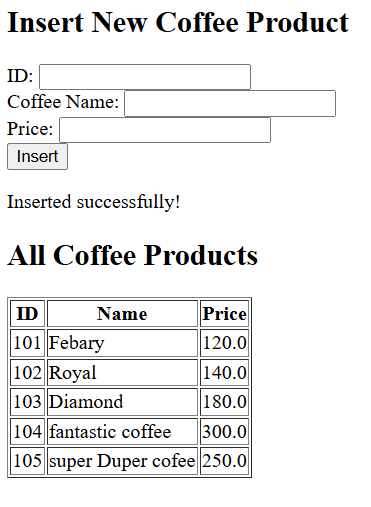 Insert New Coffee Product
ID:
Coffee Name:
Price:
Insert
Inserted successfully!
All Coffee Products
ID Name Price
101 Febary 120.0
102 Royal 140.0
103 Diamond 180.0
104 fantastic coffee 300.0
105 super Duper cofee 250.0